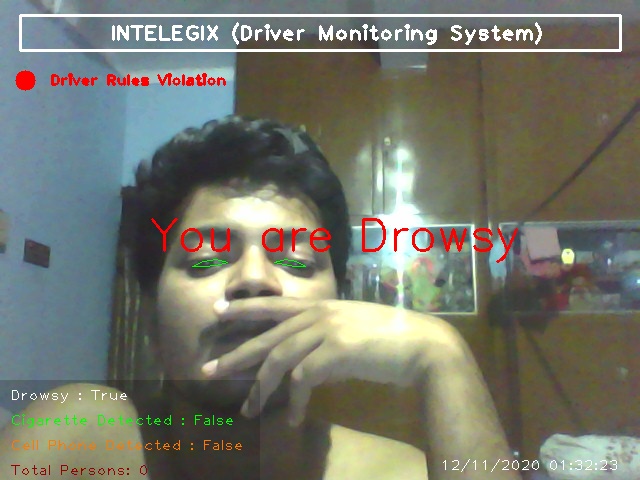 INTELEGIX (Driver Monitoring System)
Driver Rules Violation
You are Drowsy
Drowsy : True
Cigarette Detected : False
Cell Phone Detected : False
Total Persons: 0
12/11/2020 01:32:23